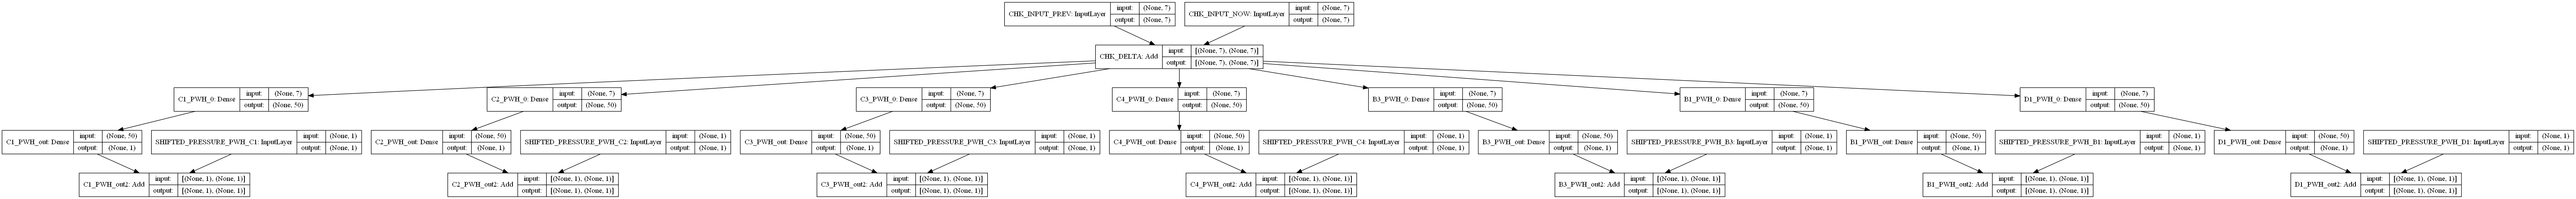 CHK_INPUT_PREV: InputLayer input: (None, 7) output: (None, 7)
CHK_INPUT_NOW: InputLayer input: (None, 7) output: (None, 7)
CHK_DELTA: Add input: [(None, 7), (None, 7)] output: [(None, 7), (None, 7)]
C1_PWH_0: Dense input: (None, 7) output: (None, 50)
C2_PWH_0: Dense input: (None, 7) output: (None, 50)
C3_PWH_0: Dense input: (None, 7) output: (None, 50)
C4_PWH_0: Dense input: (None, 7) output: (None, 50)
B3_PWH_0: Dense input: (None, 7) output: (None, 50)
B1_PWH_0: Dense input: (None, 7) output: (None, 50)
D1_PWH_0: Dense input: (None, 7) output: (None, 50)
C1_PWH_out: Dense input: (None, 50) output: (None, 1)
SHIFTED_PRESSURE_PWH_C1: InputLayer input: (None, 1) output: (None, 1)
C2_PWH_out: Dense input: (None, 50) output: (None, 1)
SHIFTED_PRESSURE_PWH_C2: InputLayer input: (None, 1) output: (None, 1)
C3_PWH_out: Dense input: (None, 50) output: (None, 1)
SHIFTED_PRESSURE_PWH_C3: InputLayer input: (None, 1) output: (None, 1)
C4_PWH_out: Dense input: (None, 50) output: (None, 1)
SHIFTED_PRESSURE_PWH_C4: InputLayer input: (None, 1) output: (None, 1)
B3_PWH_out: Dense input: (None, 50) output: (None, 1)
SHIFTED_PRESSURE_PWH_B3: InputLayer input: (None, 1) output: (None, 1)
B1_PWH_out: Dense input: (None, 50) output: (None, 1)
SHIFTED_PRESSURE_PWH_B1: InputLayer input: (None, 1) output: (None, 1)
D1_PWH_out: Dense input: (None, 50) output: (None, 1)
SHIFTED_PRESSURE_PWH_D1: InputLayer input: (None, 1) output: (None, 1)
C1_PWH_out2: Add input: [(None, 1), (None, 1)] output: [(None, 1), (None, 1)]
C2_PWH_out2: Add input: [(None, 1), (None, 1)] output: [(None, 1), (None, 1)]
C3_PWH_out2: Add input: [(None, 1), (None, 1)] output: [(None, 1), (None, 1)]
C4_PWH_out2: Add input: [(None, 1), (None, 1)] output: [(None, 1), (None, 1)]
B3_PWH_out2: Add input: [(None, 1), (None, 1)] output: [(None, 1), (None, 1)]
B1_PWH_out2: Add input: [(None, 1), (None, 1)] output: [(None, 1), (None, 1)]
D1_PWH_out2: Add input: [(None, 1), (None, 1)] output: [(None, 1), (None, 1)]